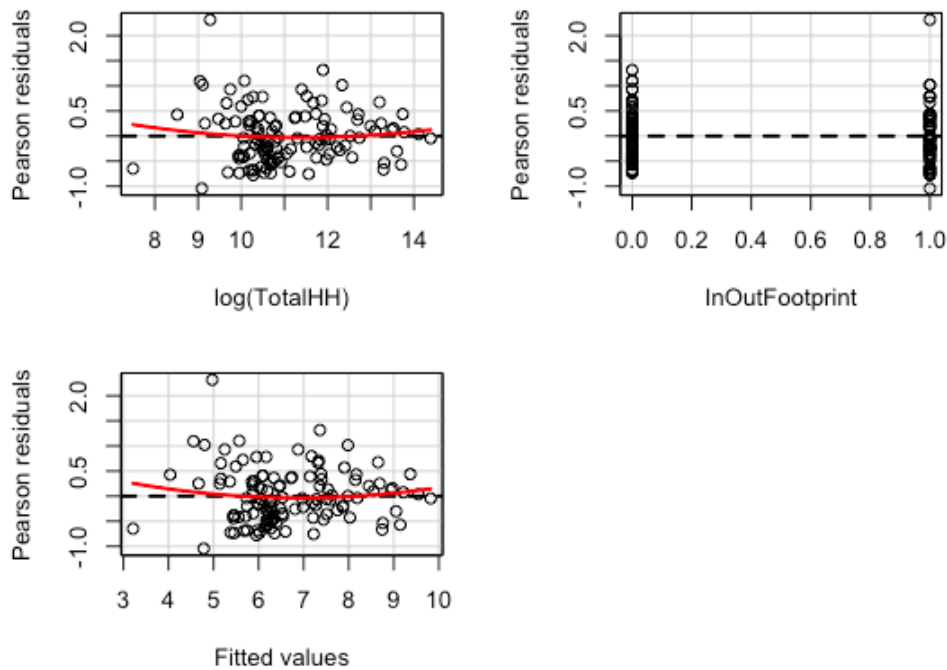 Pearson residuals
-1.0 0.5 2.0
8 9 10 12 14
log(TotalHH)
Pearson residuals
-1.0 0.5 2.0
0.0 0.2 0.4 0.6 0.8 1.0
InOutFootprint
Pearson residuals
-1.0 0.5 2.0
3 4 5 6 7 8 9 10
Fitted values